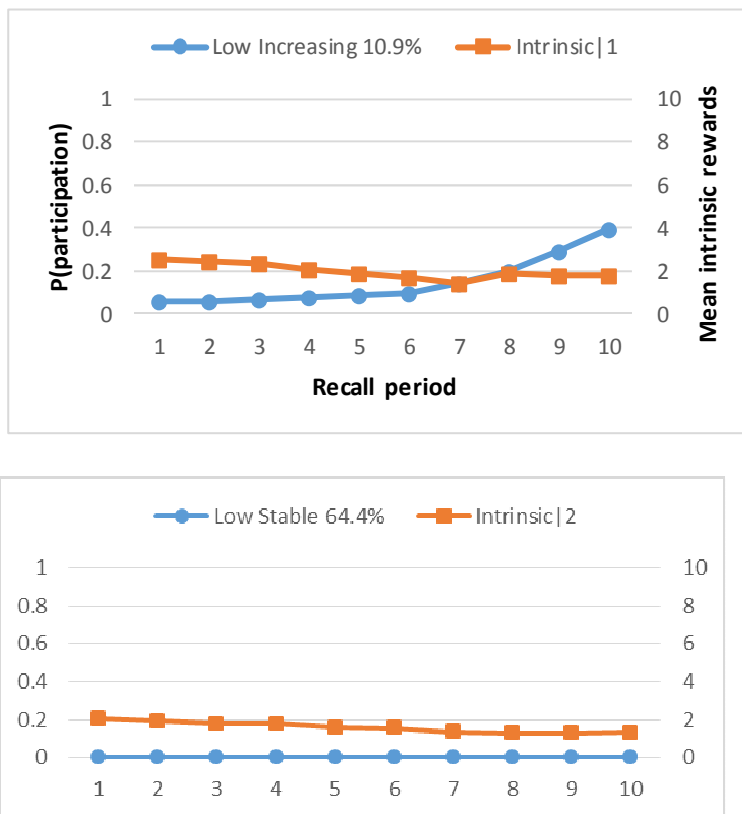 Low Increasing 10.9% Intrinsic|1
1 10
0.8 8
0.6 6
0.4 4
0.2 2
0 0
P(participation)
Mean intrinsic rewards
1 2 3 4 5 6 7 8 9 10
Recall period
Low Stable 64.4% Intrinsic|2
1 10
0.8 8
0.6 6
0.4 4
0.2 2
0 0
1 2 3 4 5 6 7 8 9 10